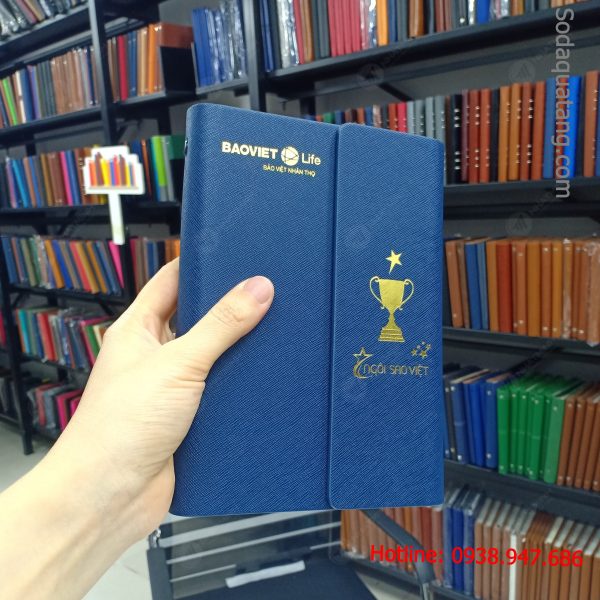 BAOVIET Life
BẢO VIỆT NHÂN THỌ
NGÔI SAO VIỆT
Sodaquatang.com
Hotline: 0938.947.686